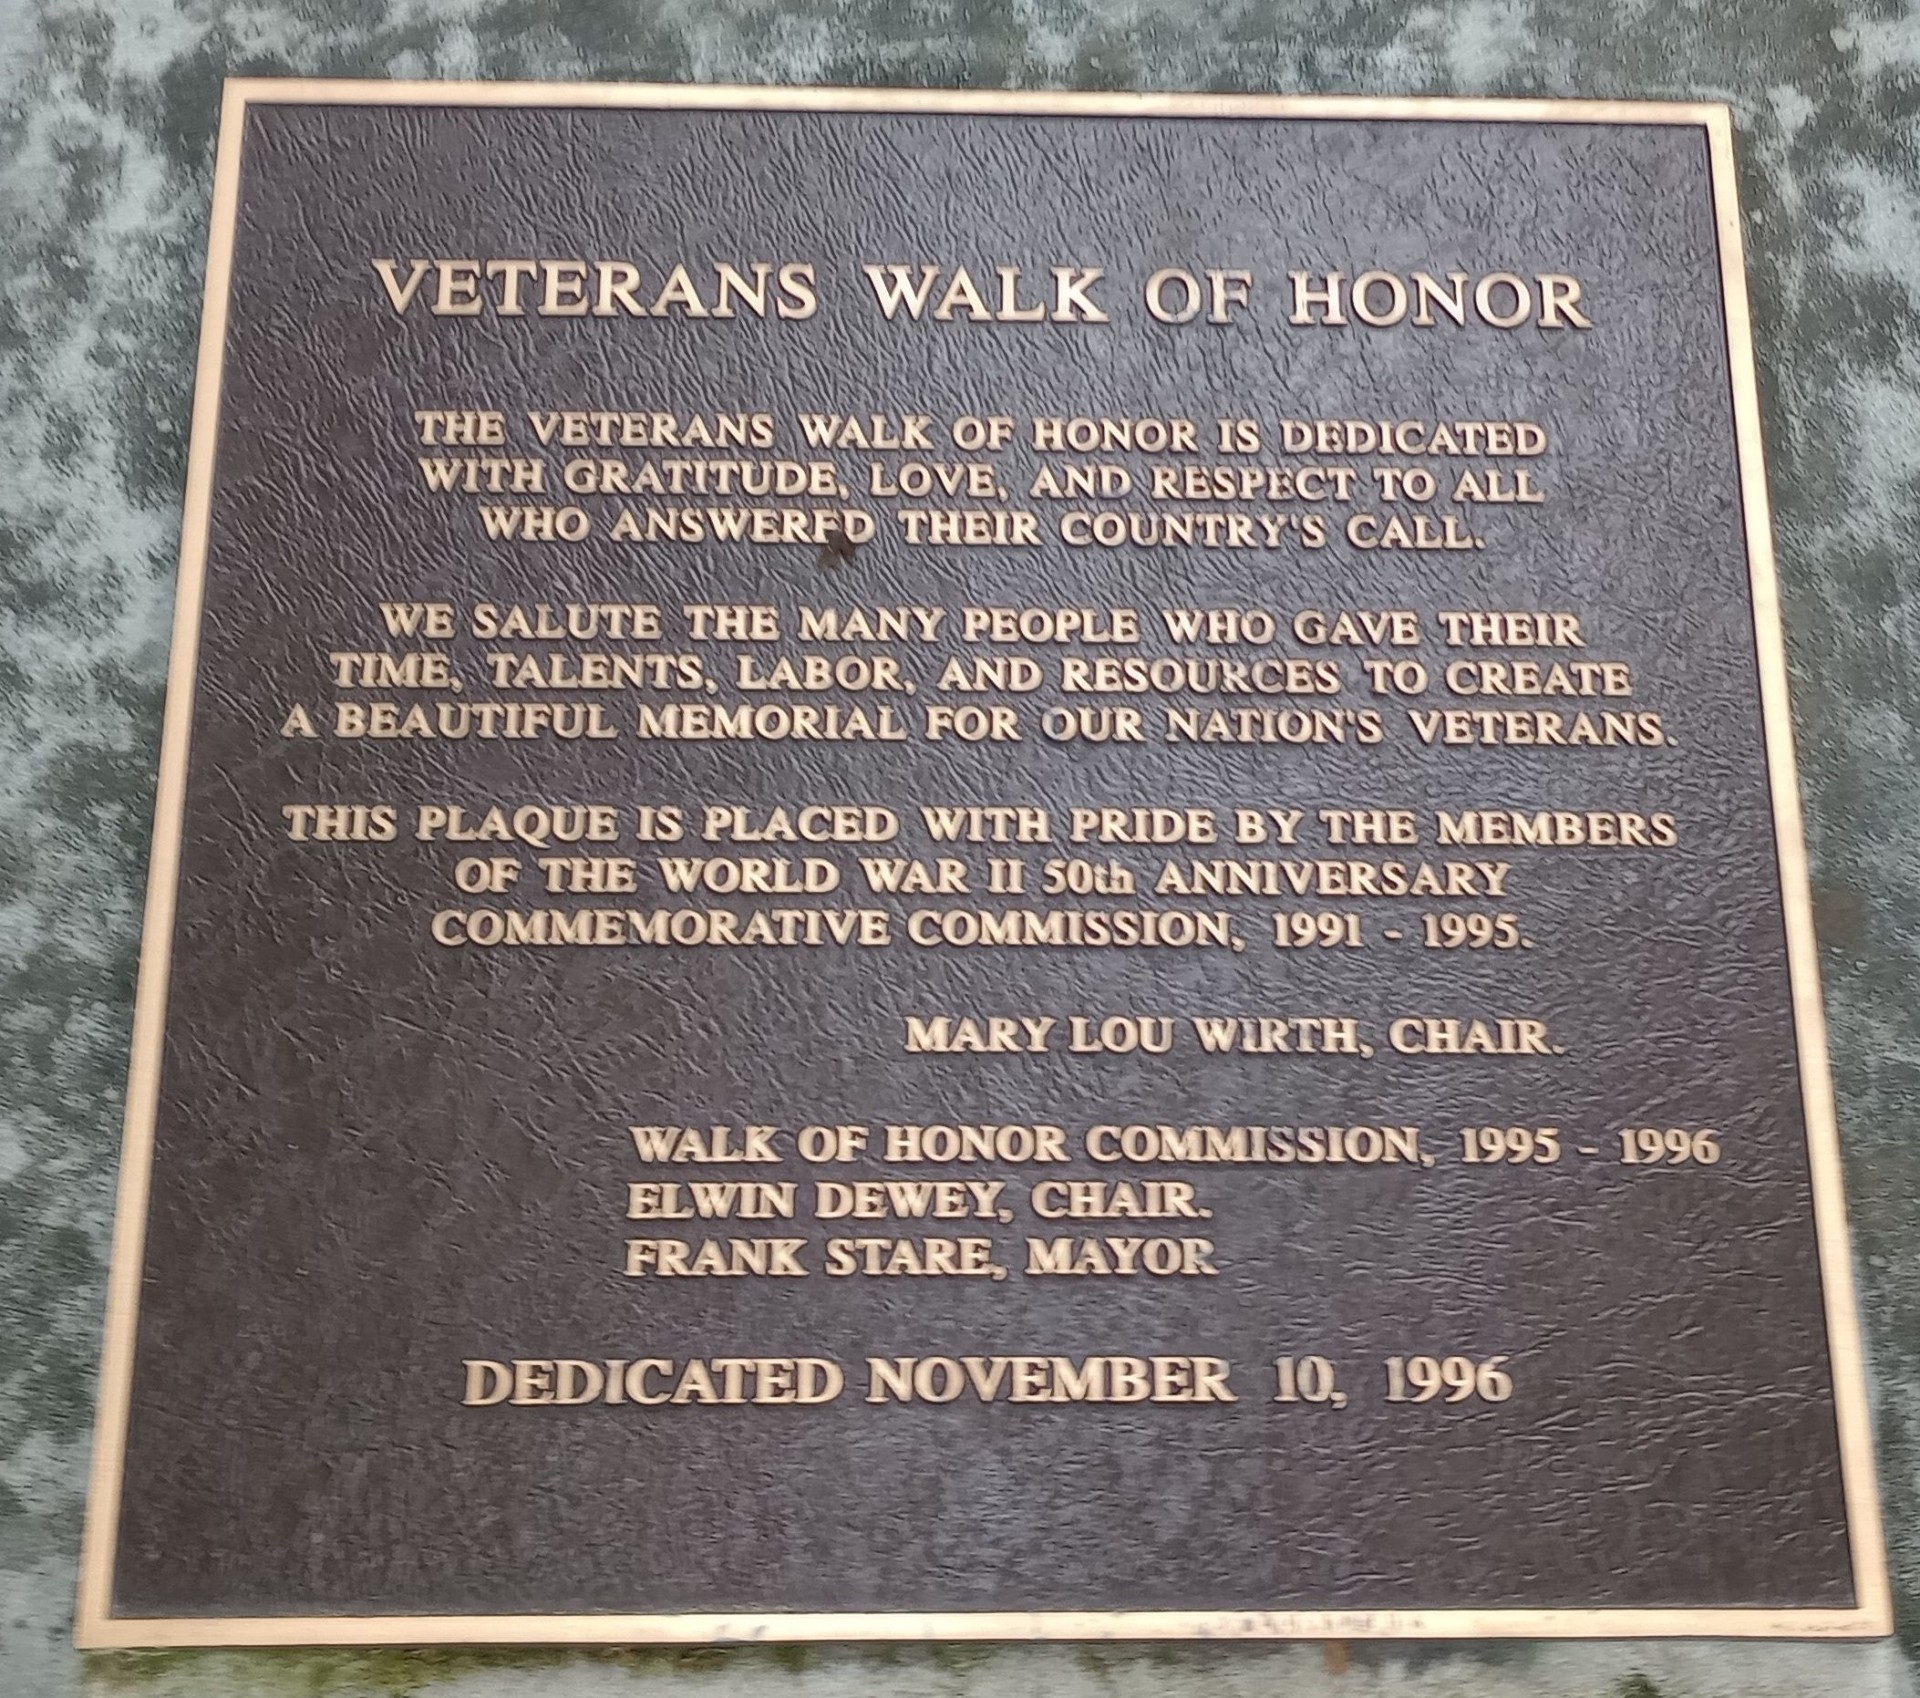 VETERANS WALK OF HONOR
THE VETERANS WALK OF HONOR IS DEDICATED
WITH GRATITUDE, LOVE, AND RESPECT TO ALL
WHO ANSWERED THEIR COUNTRY'S CALL.
WE SALUTE THE MANY PEOPLE WHO GAVE THEIR
TIME, TALENTS, LABOR, AND RESOURCES TO CREATE
A BEAUTIFUL MEMORIAL FOR OUR NATION'S VETERANS.
THIS PLAQUE IS PLACED WITH PRIDE BY THE MEMBERS
OF THE WORLD WAR II 50th ANNIVERSARY
COMMEMORATIVE COMMISSION, 1991 - 1995.
MARY LOU WIRTH, CHAIR.
WALK OF HONOR COMMISSION, 1995 - 1996
ELWIN DEWEY, CHAIR.
FRANK STARE, MAYOR
DEDICATED NOVEMBER 10, 1996